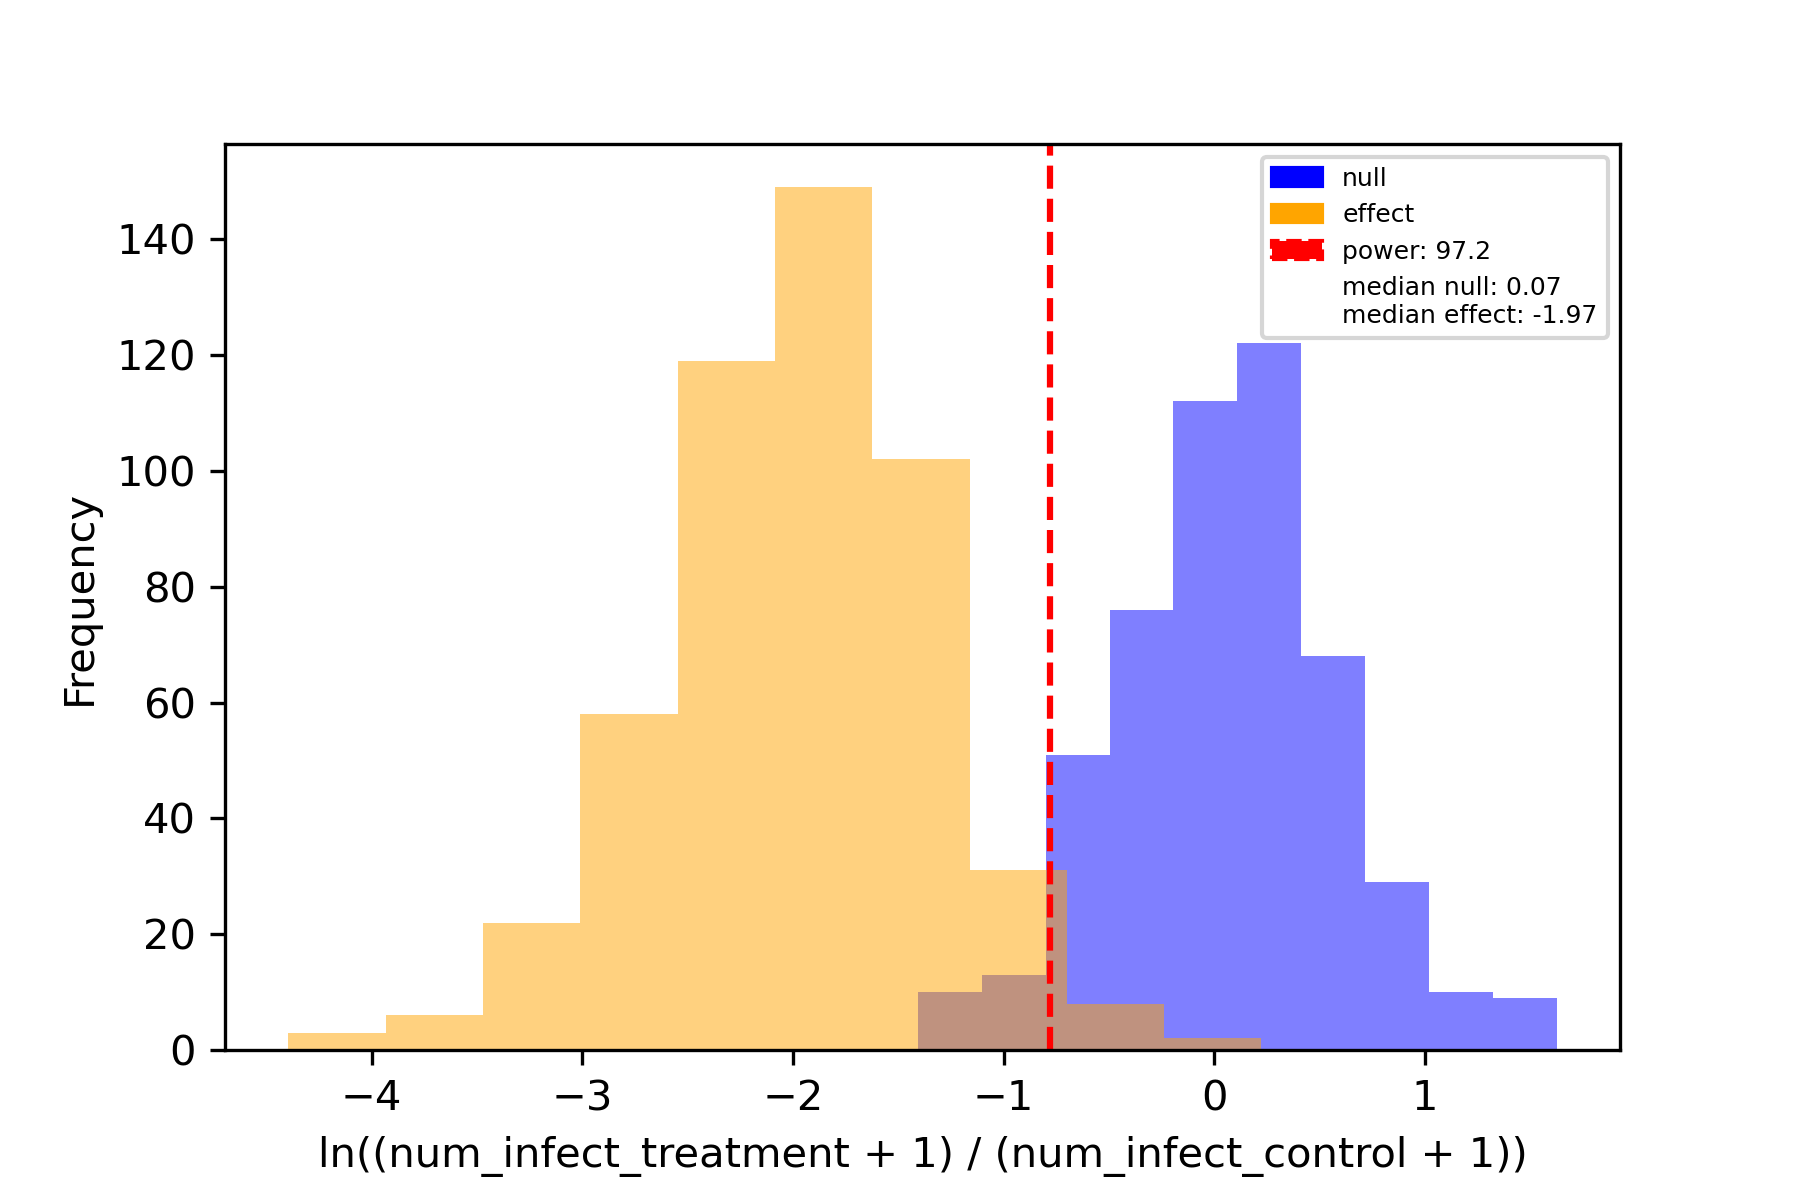 null
effect
power: 97.2
median null: 0.07
median effect: -1.97
140
120
100
80
60
40
20
0
Frequency
−4
−3
−2
−1
0
1
ln((num_infect_treatment + 1) / (num_infect_control + 1))